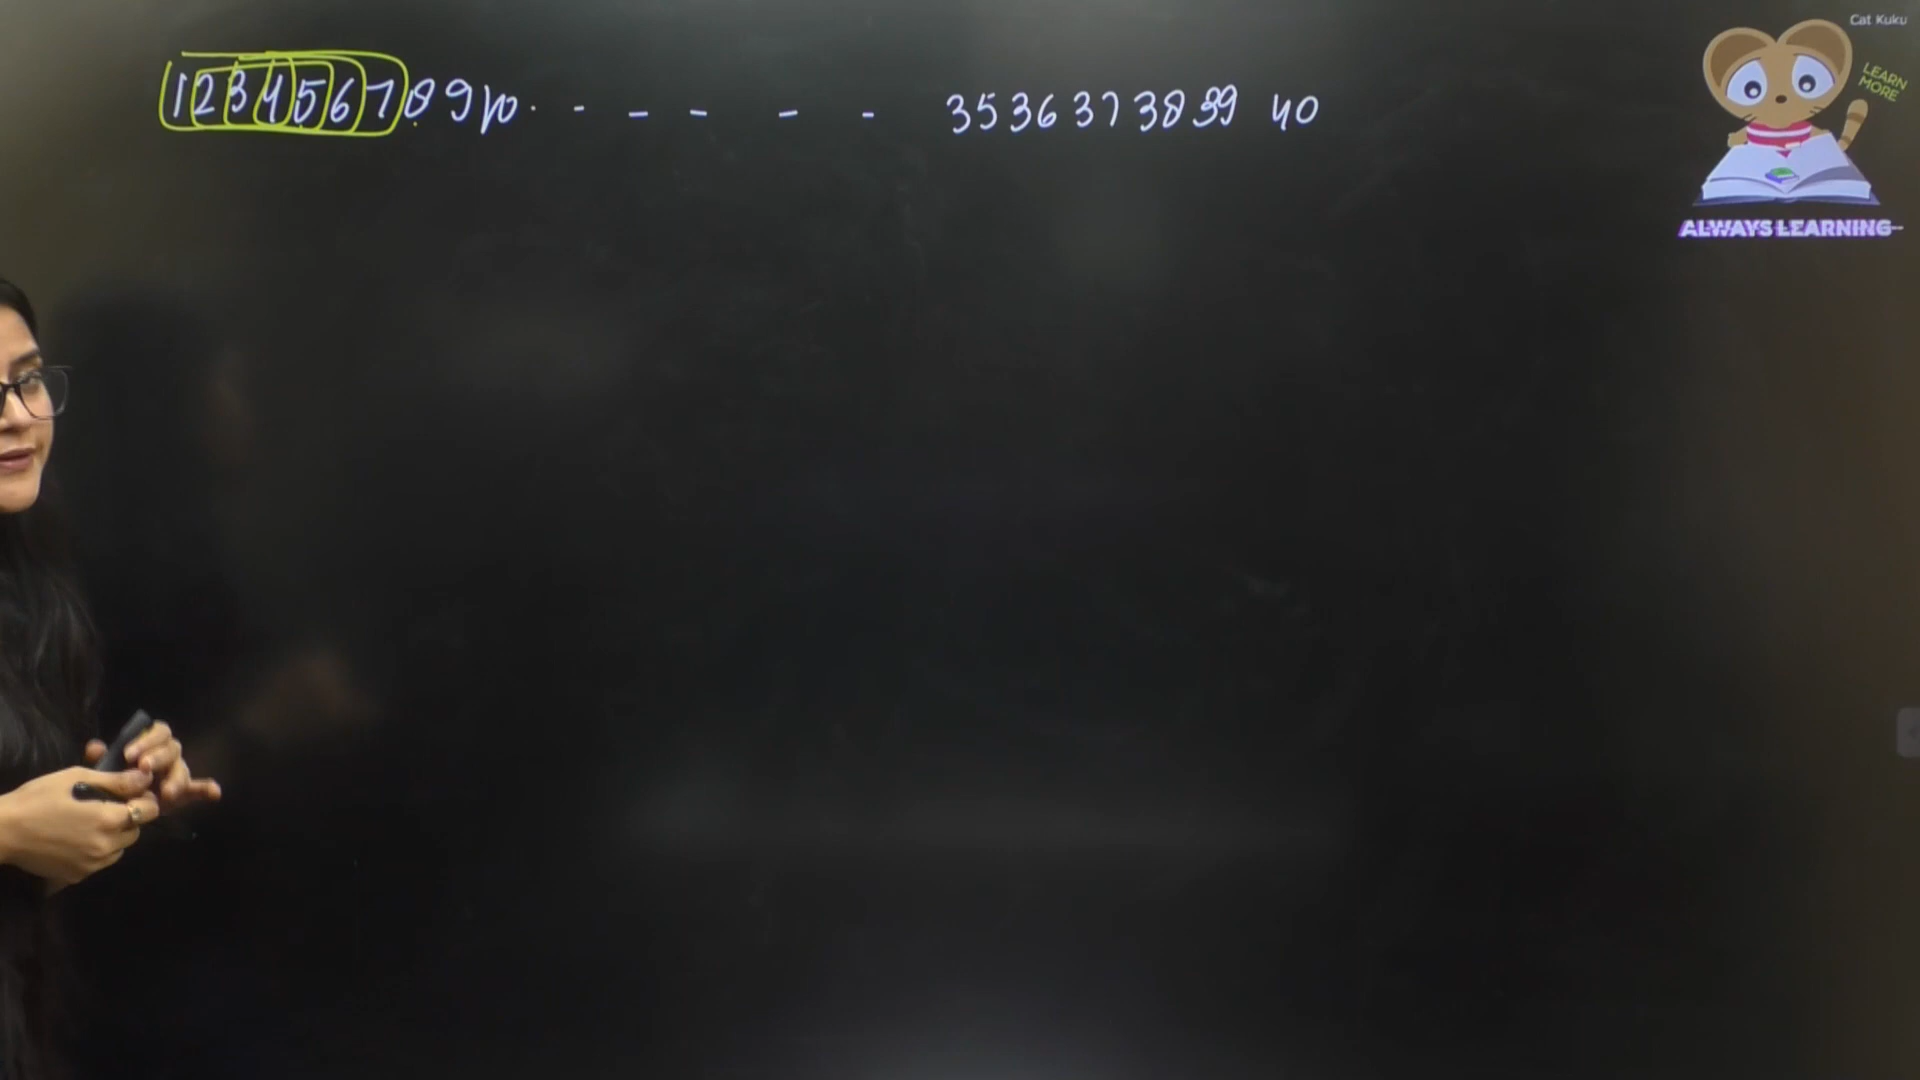 1 2 3 4 5 6 7 8 9 10 . - - - - - 35 36 37 38 39 40
Cat Kuku
LEARN
MORE
ALWAYS LEARNING